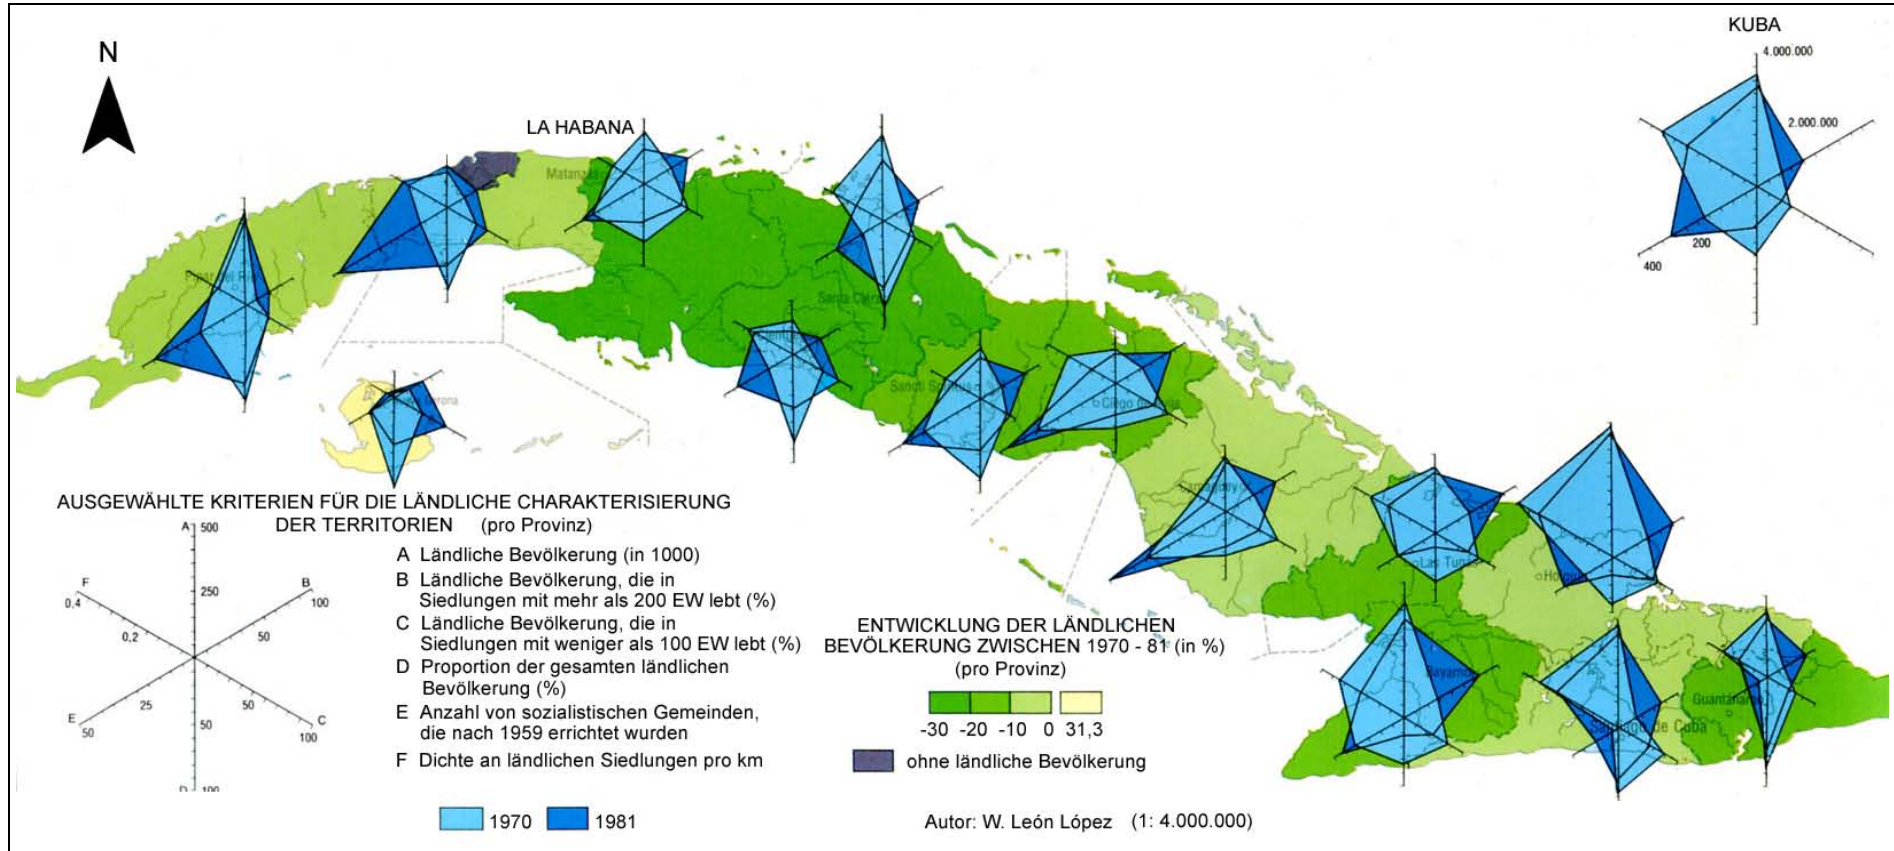 KUBA
4.000.000
2.000.000
200
400
N
LA HABANA
Matanzas
Pinar del Río
Santa Clara
Sancti Spíritus
Ciego de Avila
Camagüey
Las Tunas
Holguín
Bayamo
Guantánamo
Santiago de Cuba
AUSGEWÄHLTE KRITERIEN FÜR DIE LÄNDLICHE CHARAKTERISIERUNG
DER TERRITORIEN (pro Provinz)
A 500
250
F
0,4
0,2
B
100
50
E
50
25
50
C
100
50
D 100
A Ländliche Bevölkerung (in 1000)
B Ländliche Bevölkerung, die in
Siedlungen mit mehr als 200 EW lebt (%)
C Ländliche Bevölkerung, die in
Siedlungen mit weniger als 100 EW lebt (%)
D Proportion der gesamten ländlichen
Bevölkerung (%)
E Anzahl von sozialistischen Gemeinden,
die nach 1959 errichtet wurden
F Dichte an ländlichen Siedlungen pro km
1970 1981
ENTWICKLUNG DER LÄNDLICHEN
BEVÖLKERUNG ZWISCHEN 1970 - 81 (in %)
(pro Provinz)
-30 -20 -10 0 31,3
ohne ländliche Bevölkerung
Autor: W. León López (1: 4.000.000)